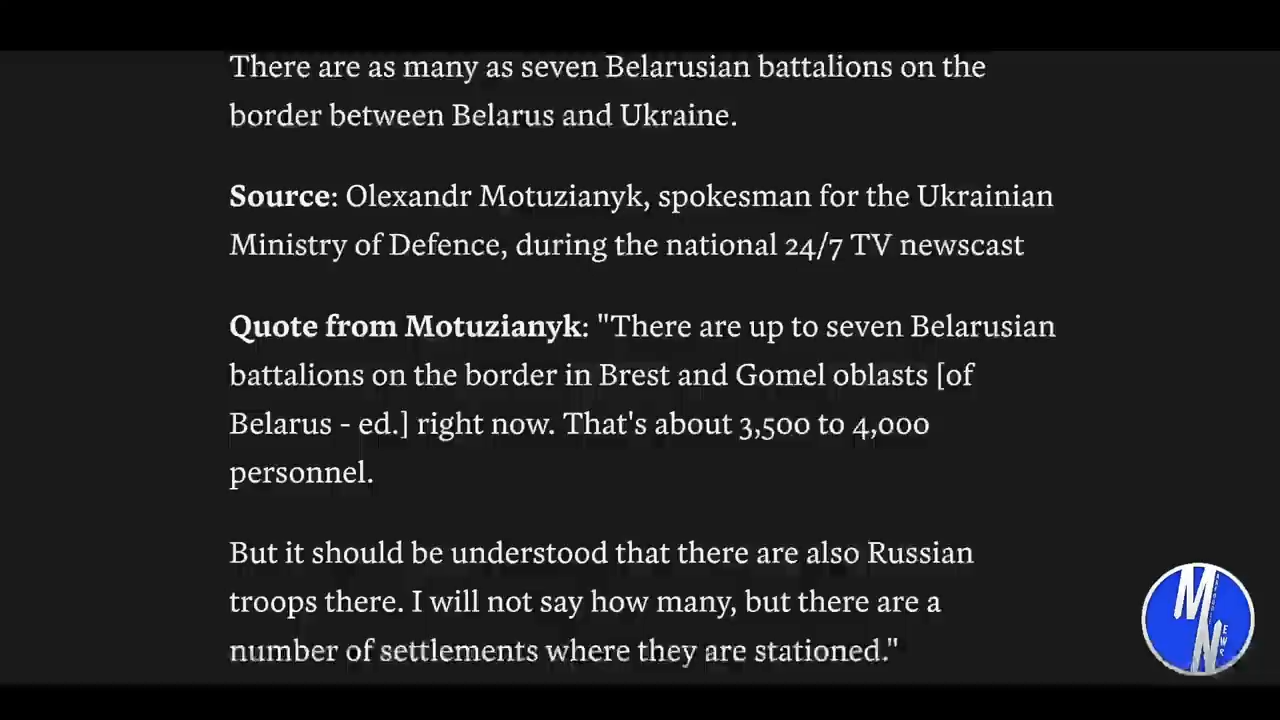 There are as many as seven Belarusian battalions on the
border between Belarus and Ukraine.
Source: Olexandr Motuzianyk, spokesman for the Ukrainian
Ministry of Defence, during the national 24/7 TV newscast
Quote from Motuzianyk: "There are up to seven Belarusian
battalions on the border in Brest and Gomel oblasts [of
Belarus - ed.] right now. That's about 3,500 to 4,000
personnel.
But it should be understood that there are also Russian
troops there. I will not say how many, but there are a
number of settlements where they are stationed."
MN